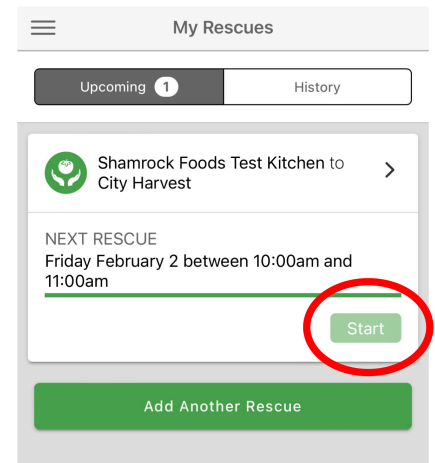 My Rescues
Upcoming 1
History
Shamrock Foods Test Kitchen to
City Harvest
NEXT RESCUE
Friday February 2 between 10:00am and
11:00am
Start
Add Another Rescue